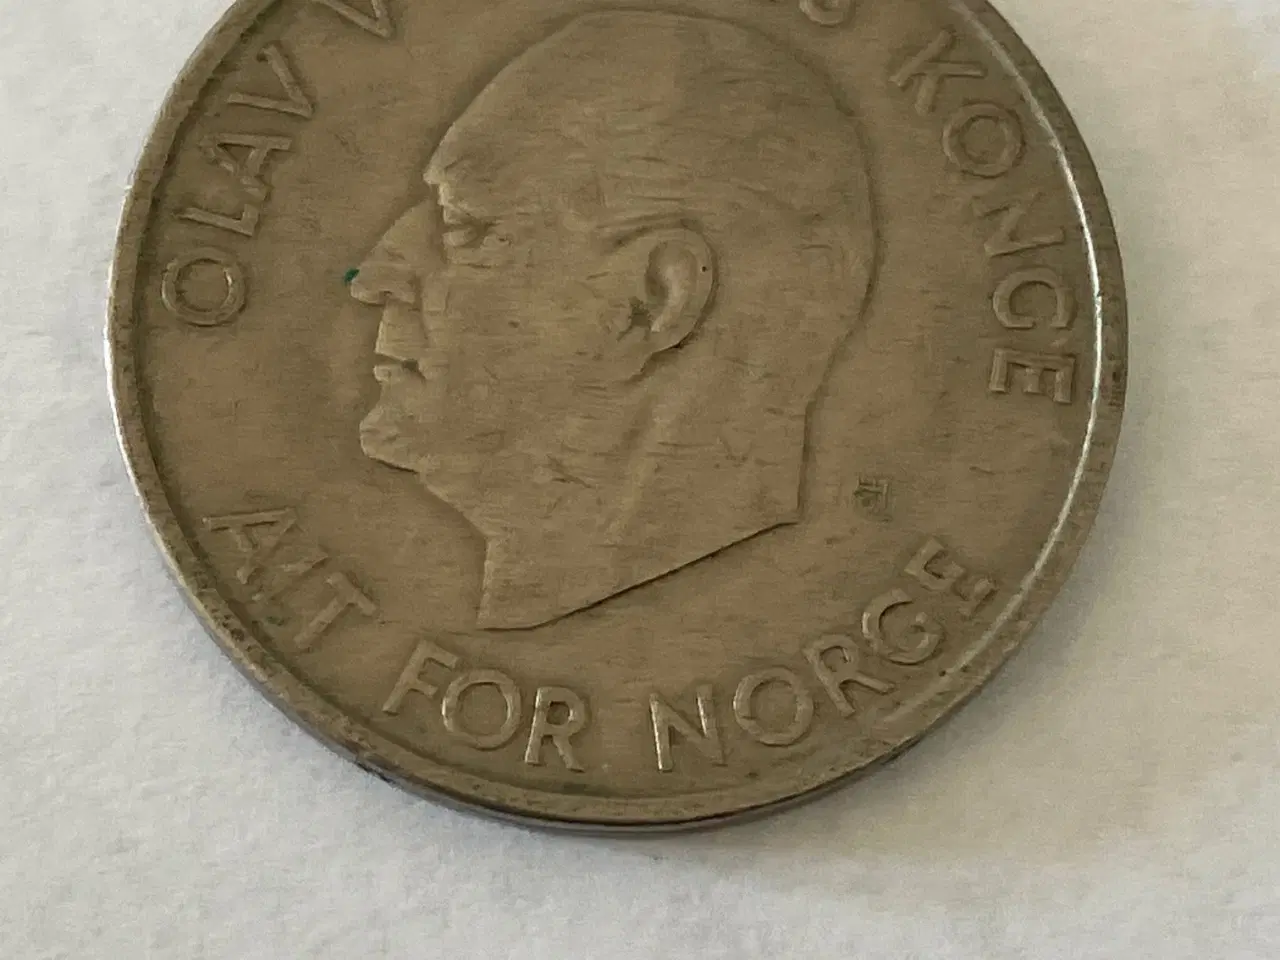 OLAV V
S KONGE
ALT FOR NORGE